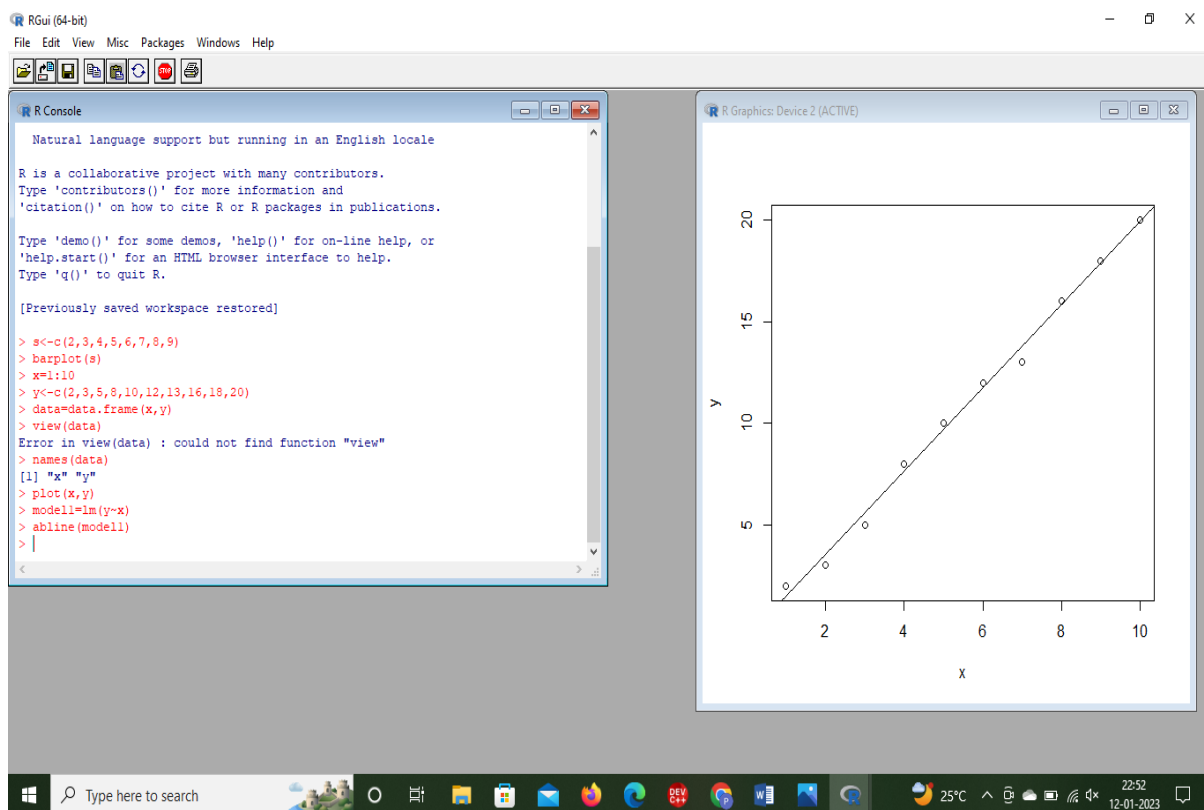 RGui (64-bit)
File Edit View Misc Packages Windows Help
STOP
R Console
Natural language support but running in an English locale
R is a collaborative project with many contributors.
Type 'contributors()' for more information and
'citation()' on how to cite R or R packages in publications.
Type 'demo()' for some demos, 'help()' for on-line help, or
'help.start()' for an HTML browser interface to help.
Type 'q()' to quit R.
[Previously saved workspace restored]
> s<-c(2,3,4,5,6,7,8,9)
> barplot(s)
> x=1:10
> y<-c(2,3,5,8,10,12,13,16,18,20)
> data=data.frame(x,y)
> view(data)
Error in view(data) : could not find function "view"
> names(data)
[1] "x" "y"
> plot(x,y)
> model1=lm(y~x)
> abline(model1)
>
R Graphics: Device 2 (ACTIVE)
20
15
10
5
y
2 4 6 8 10
x
Type here to search
DEV C++
25°C
22:52
12-01-2023